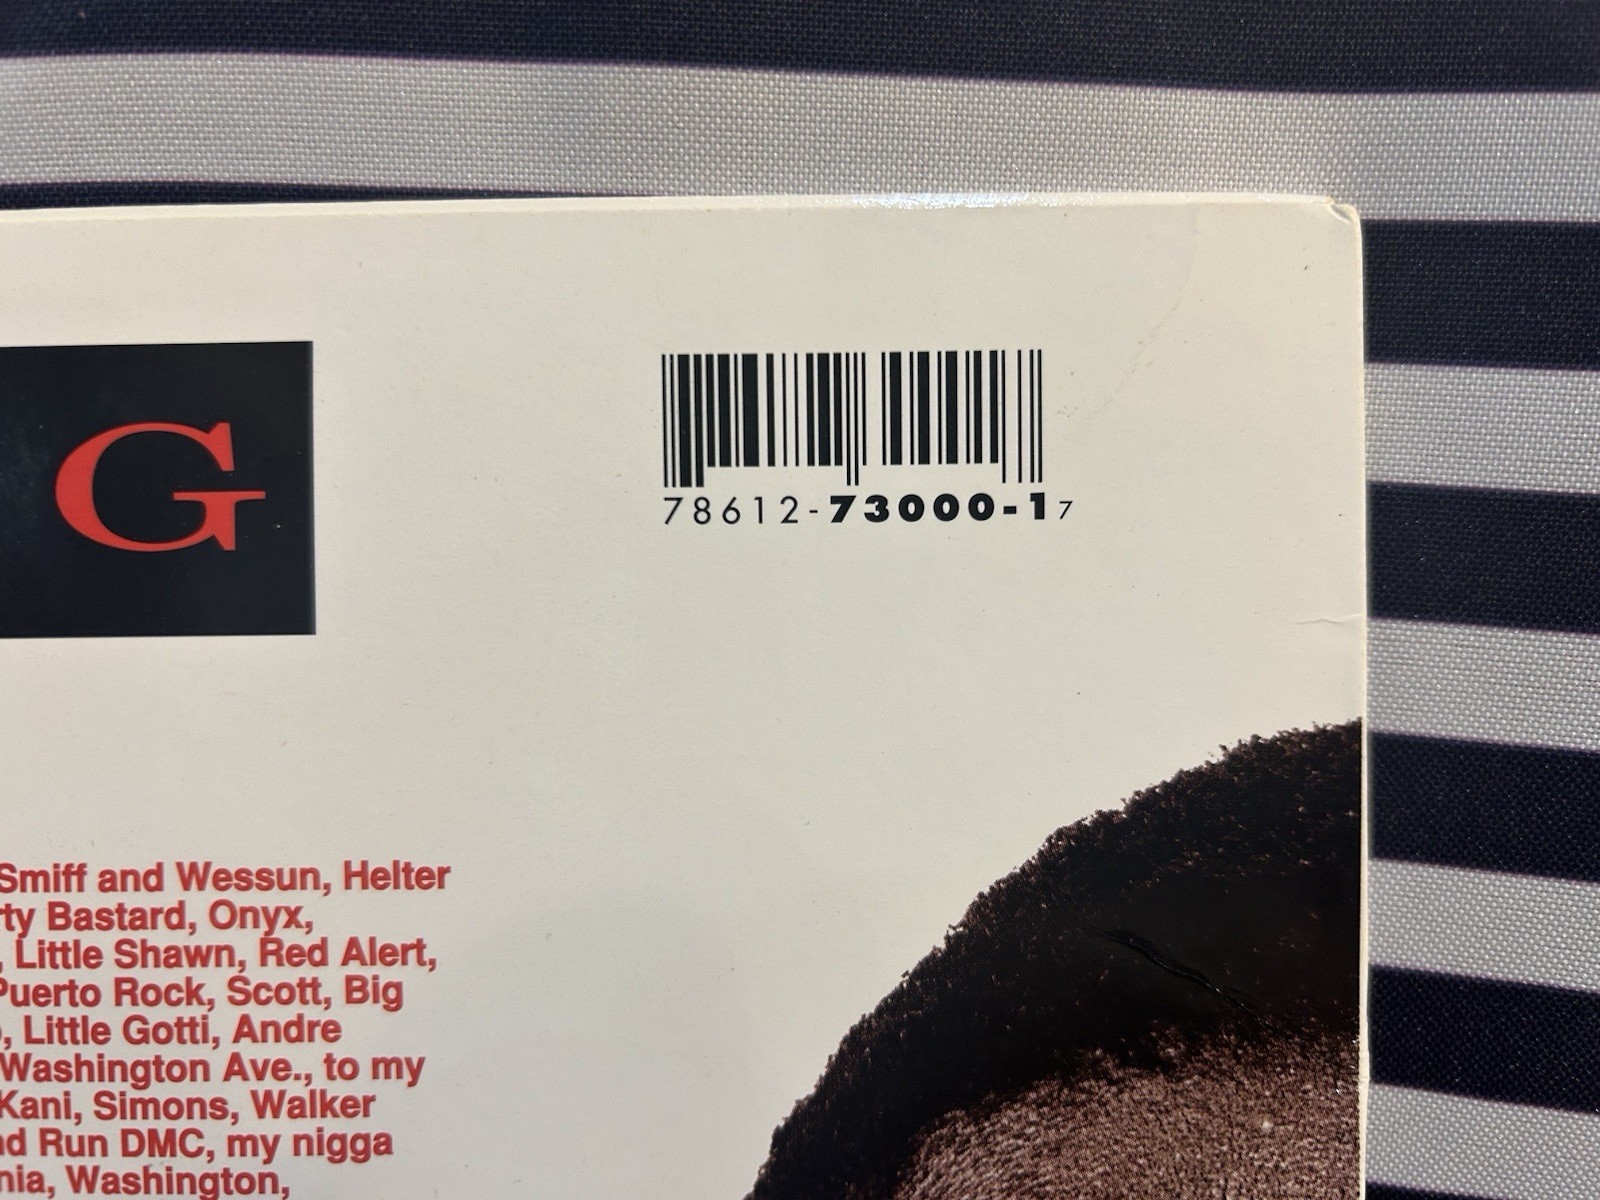 G
78612-73000-17
Smiff and Wessun, Helter
rty Bastard, Onyx,
, Little Shawn, Red Alert,
Puerto Rock, Scott, Big
, Little Gotti, Andre
Washington Ave., to my
Kani, Simons, Walker
nd Run DMC, my nigga
nia, Washington,